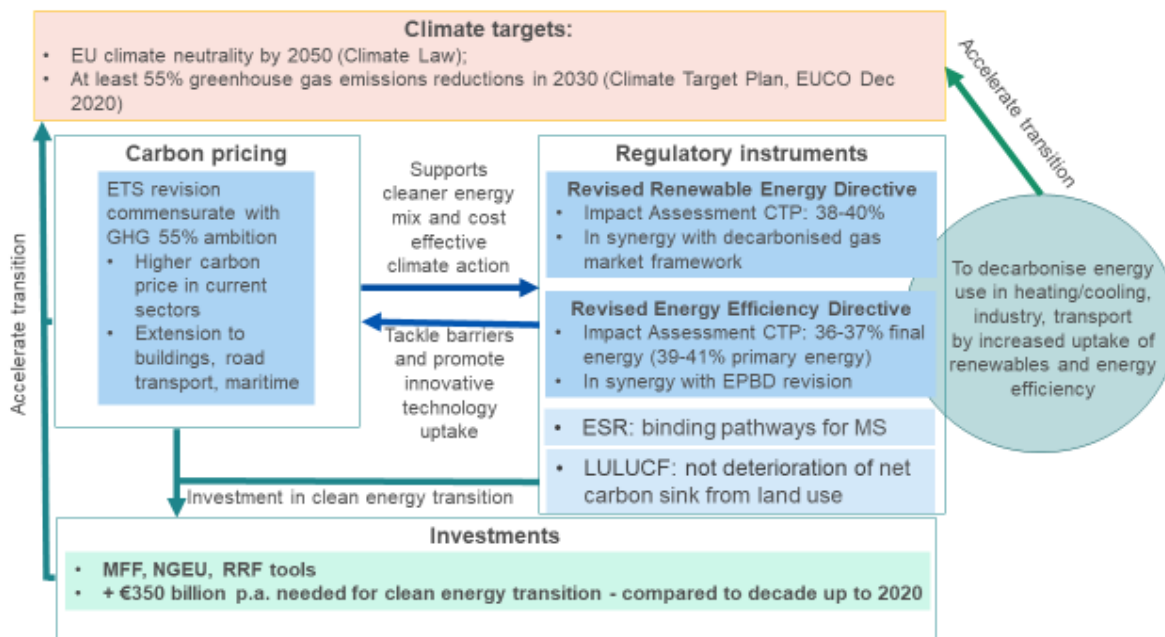 Climate targets:
• EU climate neutrality by 2050 (Climate Law);
• At least 55% greenhouse gas emissions reductions in 2030 (Climate Target Plan, EUCO Dec
2020)
Accelerate transition
Carbon pricing
ETS revision
commensurate with
GHG 55% ambition
• Higher carbon
price in current
sectors
• Extension to
buildings, road
transport, maritime
Supports
cleaner energy
mix and cost
effective
climate action
Tackle barriers
and promote
innovative
technology
uptake
Regulatory instruments
Revised Renewable Energy Directive
• Impact Assessment CTP: 38-40%
• In synergy with decarbonised gas
market framework
Revised Energy Efficiency Directive
• Impact Assessment CTP: 36-37% final
energy (39-41% primary energy)
• In synergy with EPBD revision
• ESR: binding pathways for MS
• LULUCF: not deterioration of net
carbon sink from land use
Accelerate transition
To decarbonise energy
use in heating/cooling,
industry, transport
by increased uptake of
renewables and energy
efficiency
Investment in clean energy transition
Investments
• MFF, NGEU, RRF tools
• + €350 billion p.a. needed for clean energy transition - compared to decade up to 2020